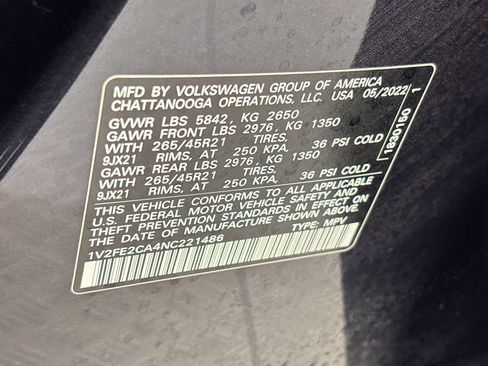 MFD BY VOLKSWAGEN GROUP OF AMERICA
CHATTANOOGA OPERATIONS, LLC. USA 05/2022
GVWR LBS 5842, KG 2650
GAWR FRONT LBS 2976, KG 1350
WITH 265/45R21 TIRES.
9JX21 RIMS. AT 250 KPA. 36 PSI COLD
GAWR REAR LBS 2976, KG 1350
WITH 265/45R21 TIRES.
9JX21 RIMS. AT 250 KPA. 36 PSI COLD
THIS VEHICLE CONFORMS TO ALL APPLICABLE
U.S. FEDERAL MOTOR VEHICLE SAFETY AND
THEFT PREVENTION STANDARDS IN EFFECT ON
THE DATE OF MANUFACTURE SHOWN ABOVE.
1V2FE2CA4NC221486 TYPE: MPV
1830150 1